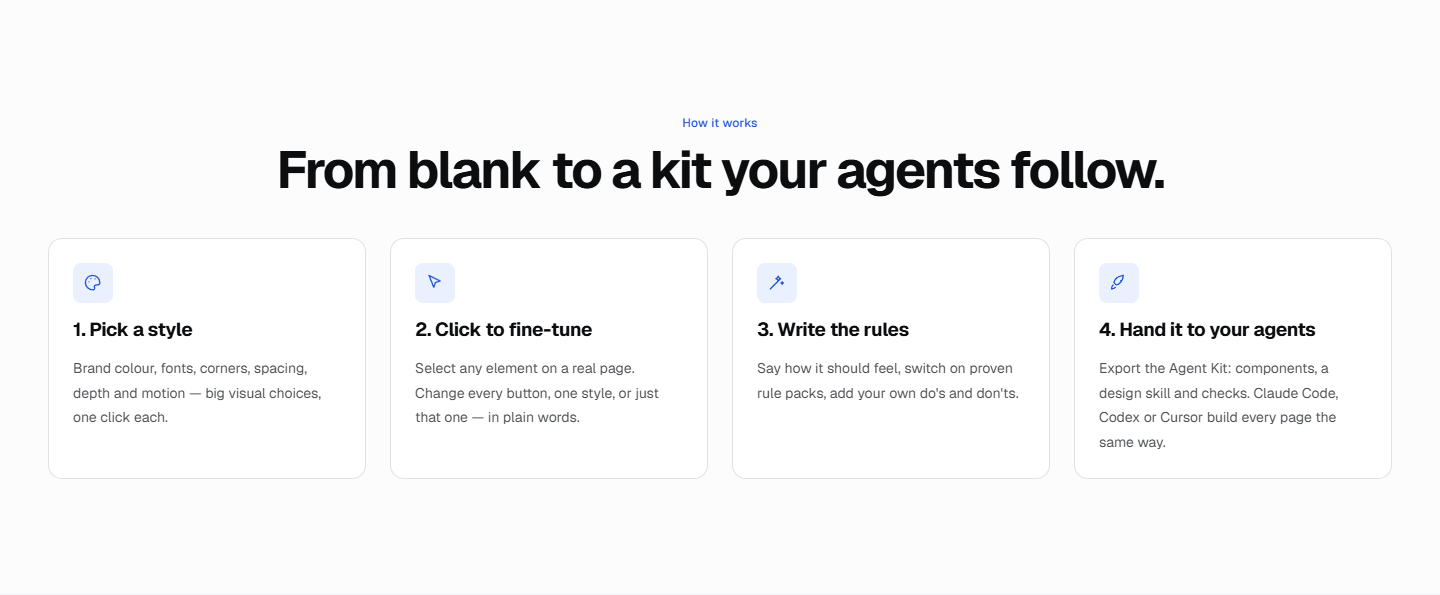 How it works
From blank to a kit your agents follow.
1. Pick a style
Brand colour, fonts, corners, spacing,
depth and motion — big visual choices,
one click each.
2. Click to fine-tune
Select any element on a real page.
Change every button, one style, or just
that one — in plain words.
3. Write the rules
Say how it should feel, switch on proven
rule packs, add your own do's and don'ts.
4. Hand it to your agents
Export the Agent Kit: components, a
design skill and checks. Claude Code,
Codex or Cursor build every page the
same way.